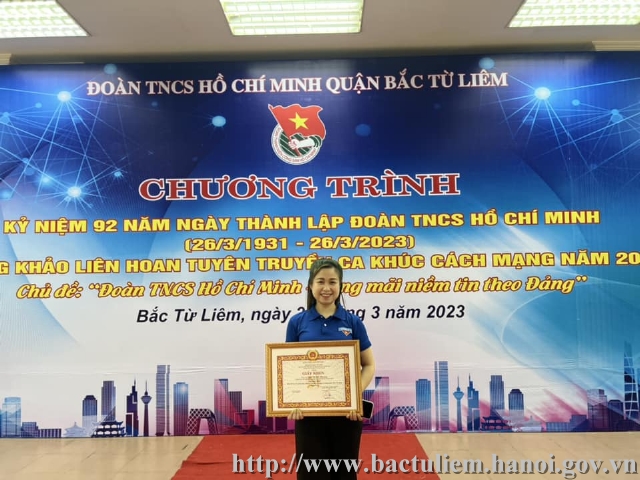 ĐOÀN TNCS HỒ CHÍ MINH QUẬN BẮC TỪ LIÊM
CHƯƠNG TRÌNH
KỶ NIỆM 92 NĂM NGÀY THÀNH LẬP ĐOÀN TNCS HỒ CHÍ MINH
(26/3/1931 - 26/3/2023)
KHẢO LIÊN HOAN TUYÊN TRUYỀN CA KHÚC CÁCH MẠNG NĂM
Chủ đề: "Đoàn TNCS Hồ Chí Minh mãi niềm tin theo Đảng"
Bắc Từ Liêm, ngày 3 năm 2023
GIẤY KHEN
http://www.bactuliem.hanoi.gov.vn